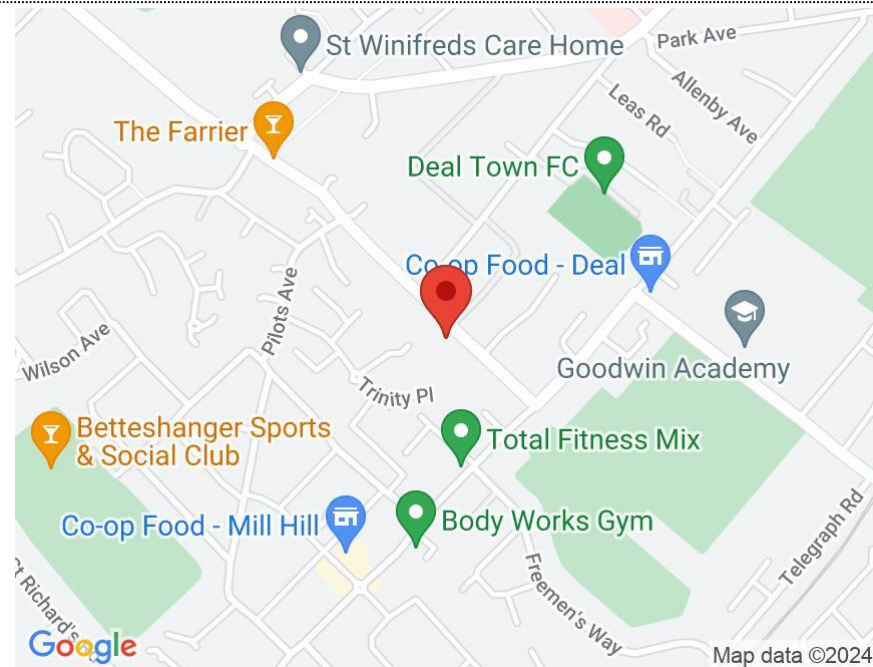 St Winifreds Care Home
Park Ave
Allenby Ave
Leas Rd
The Farrier
Deal Town FC
Co-op Food - Deal
Pilots Ave
Wilson Ave
Goodwin Academy
Trinity Pl
Betteshanger Sports
& Social Club
Total Fitness Mix
Co-op Food - Mill Hill
Body Works Gym
Telegraph Rd
Freemen's Way
St Richard's
Google
Map data ©2024